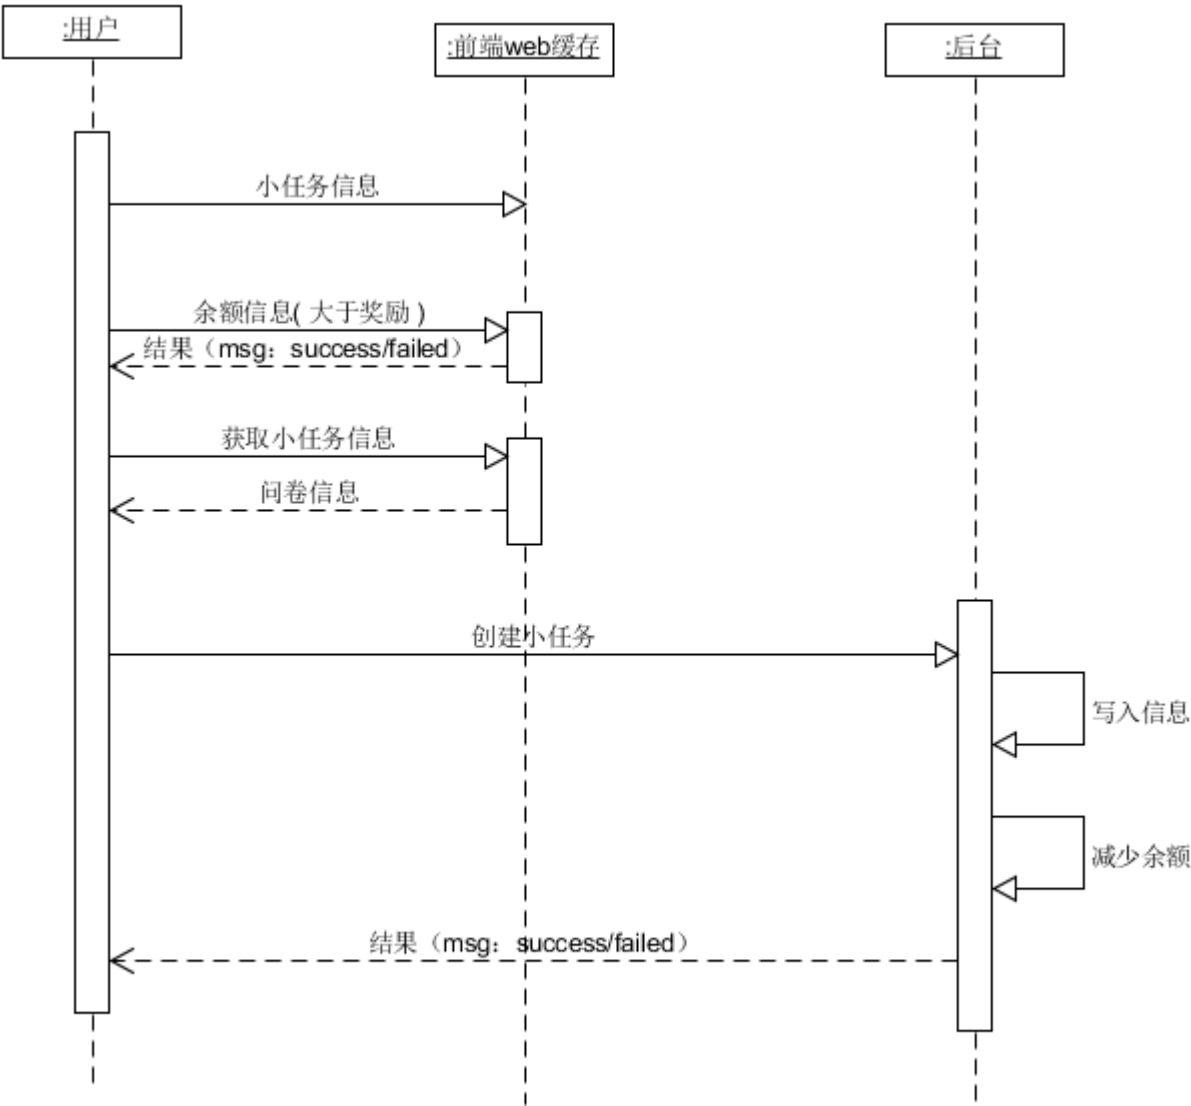 :用户
:前端web缓存
:后台
小任务信息
余额信息( 大于奖励 )
结果（msg：success/failed）
获取小任务信息
问卷信息
创建小任务
写入信息
减少余额
结果（msg：success/failed）